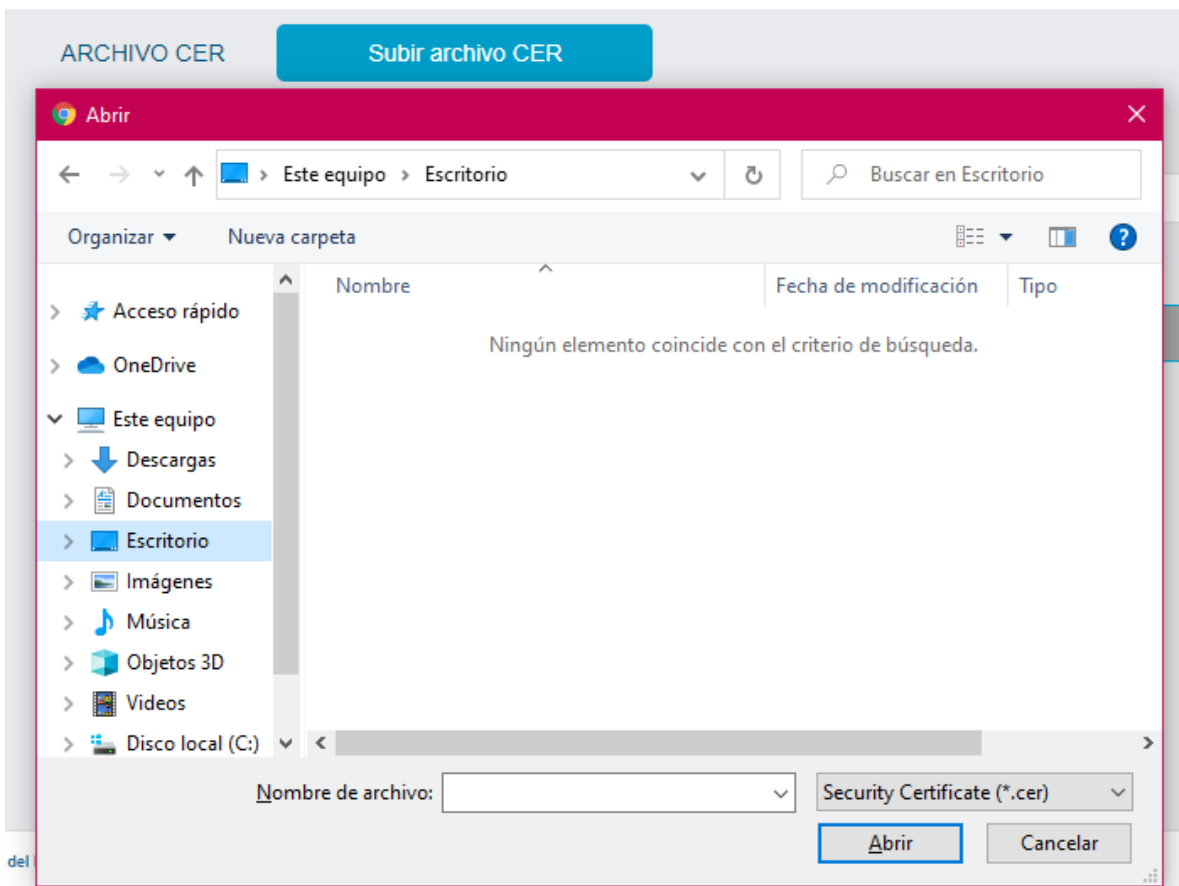 ARCHIVO CER Subir archivo CER
Abrir
Este equipo > Escritorio Buscar en Escritorio
Organizar Nueva carpeta
Nombre Fecha de modificación Tipo
Ningún elemento coincide con el criterio de búsqueda.
Acceso rápido
OneDrive
Este equipo
Descargas
Documentos
Escritorio
Imágenes
Música
Objetos 3D
Videos
Disco local (C:)
Nombre de archivo: Security Certificate (*.cer)
Abrir Cancelar
del